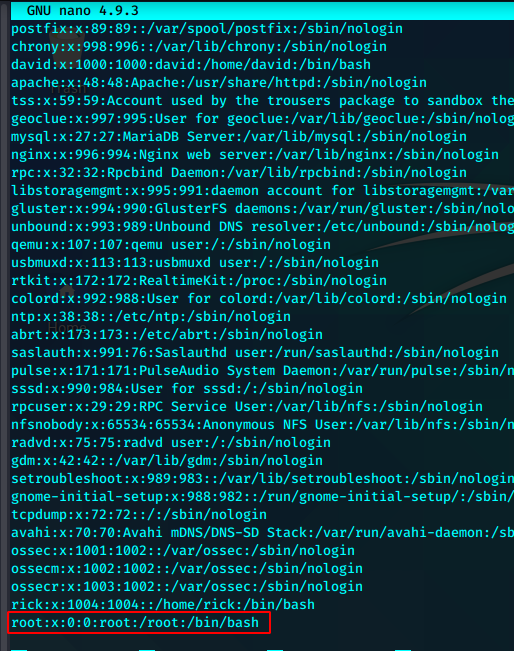 GNU nano 4.9.3
postfix:x:89:89::/var/spool/postfix:/sbin/nologin
chrony:x:998:996::/var/lib/chrony:/sbin/nologin
david:x:1000:1000:david:/home/david:/bin/bash
apache:x:48:48:Apache:/usr/share/httpd:/sbin/nologin
tss:x:59:59:Account used by the trousers package to sandbox the
geoclue:x:997:995:User for geoclue:/var/lib/geoclue:/sbin/nolog
mysql:x:27:27:MariaDB Server:/var/lib/mysql:/sbin/nologin
nginx:x:996:994:Nginx web server:/var/lib/nginx:/sbin/nologin
rpc:x:32:32:Rpcbind Daemon:/var/lib/rpcbind:/sbin/nologin
libstoragemgmt:x:995:991:daemon account for libstoragemgmt:/var
gluster:x:994:990:GlusterFS daemons:/var/run/gluster:/sbin/nolo
unbound:x:993:989:Unbound DNS resolver:/etc/unbound:/sbin/nolog
qemu:x:107:107:qemu user:/:/sbin/nologin
usbmuxd:x:113:113:usbmuxd user:/:/sbin/nologin
rtkit:x:172:172:RealtimeKit:/proc:/sbin/nologin
colord:x:992:988:User for colord:/var/lib/colord:/sbin/nologin
ntp:x:38:38::/etc/ntp:/sbin/nologin
abrt:x:173:173::/etc/abrt:/sbin/nologin
saslauth:x:991:76:Saslauthd user:/run/saslauthd:/sbin/nologin
pulse:x:171:171:PulseAudio System Daemon:/var/run/pulse:/sbin/n
sssd:x:990:984:User for sssd:/:/sbin/nologin
rpcuser:x:29:29:RPC Service User:/var/lib/nfs:/sbin/nologin
nfsnobody:x:65534:65534:Anonymous NFS User:/var/lib/nfs:/sbin/n
radvd:x:75:75:radvd user:/:/sbin/nologin
gdm:x:42:42::/var/lib/gdm:/sbin/nologin
setroubleshoot:x:989:983::/var/lib/setroubleshoot:/sbin/nologin
gnome-initial-setup:x:988:982::/run/gnome-initial-setup/:/sbin/
tcpdump:x:72:72::/:/sbin/nologin
avahi:x:70:70:Avahi mDNS/DNS-SD Stack:/var/run/avahi-daemon:/sb
ossec:x:1001:1002::/var/ossec:/sbin/nologin
ossecm:x:1002:1002::/var/ossec:/sbin/nologin
ossecr:x:1003:1002::/var/ossec:/sbin/nologin
rick:x:1004:1004::/home/rick:/bin/bash
root:x:0:0:root:/root:/bin/bash